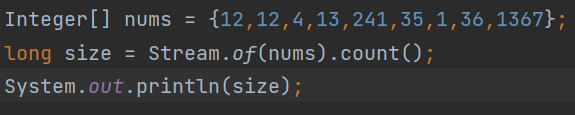 Integer[] nums = {12,12,4,13,241,35,1,36,1367};
long size = Stream.of(nums).count();
System.out.println(size);